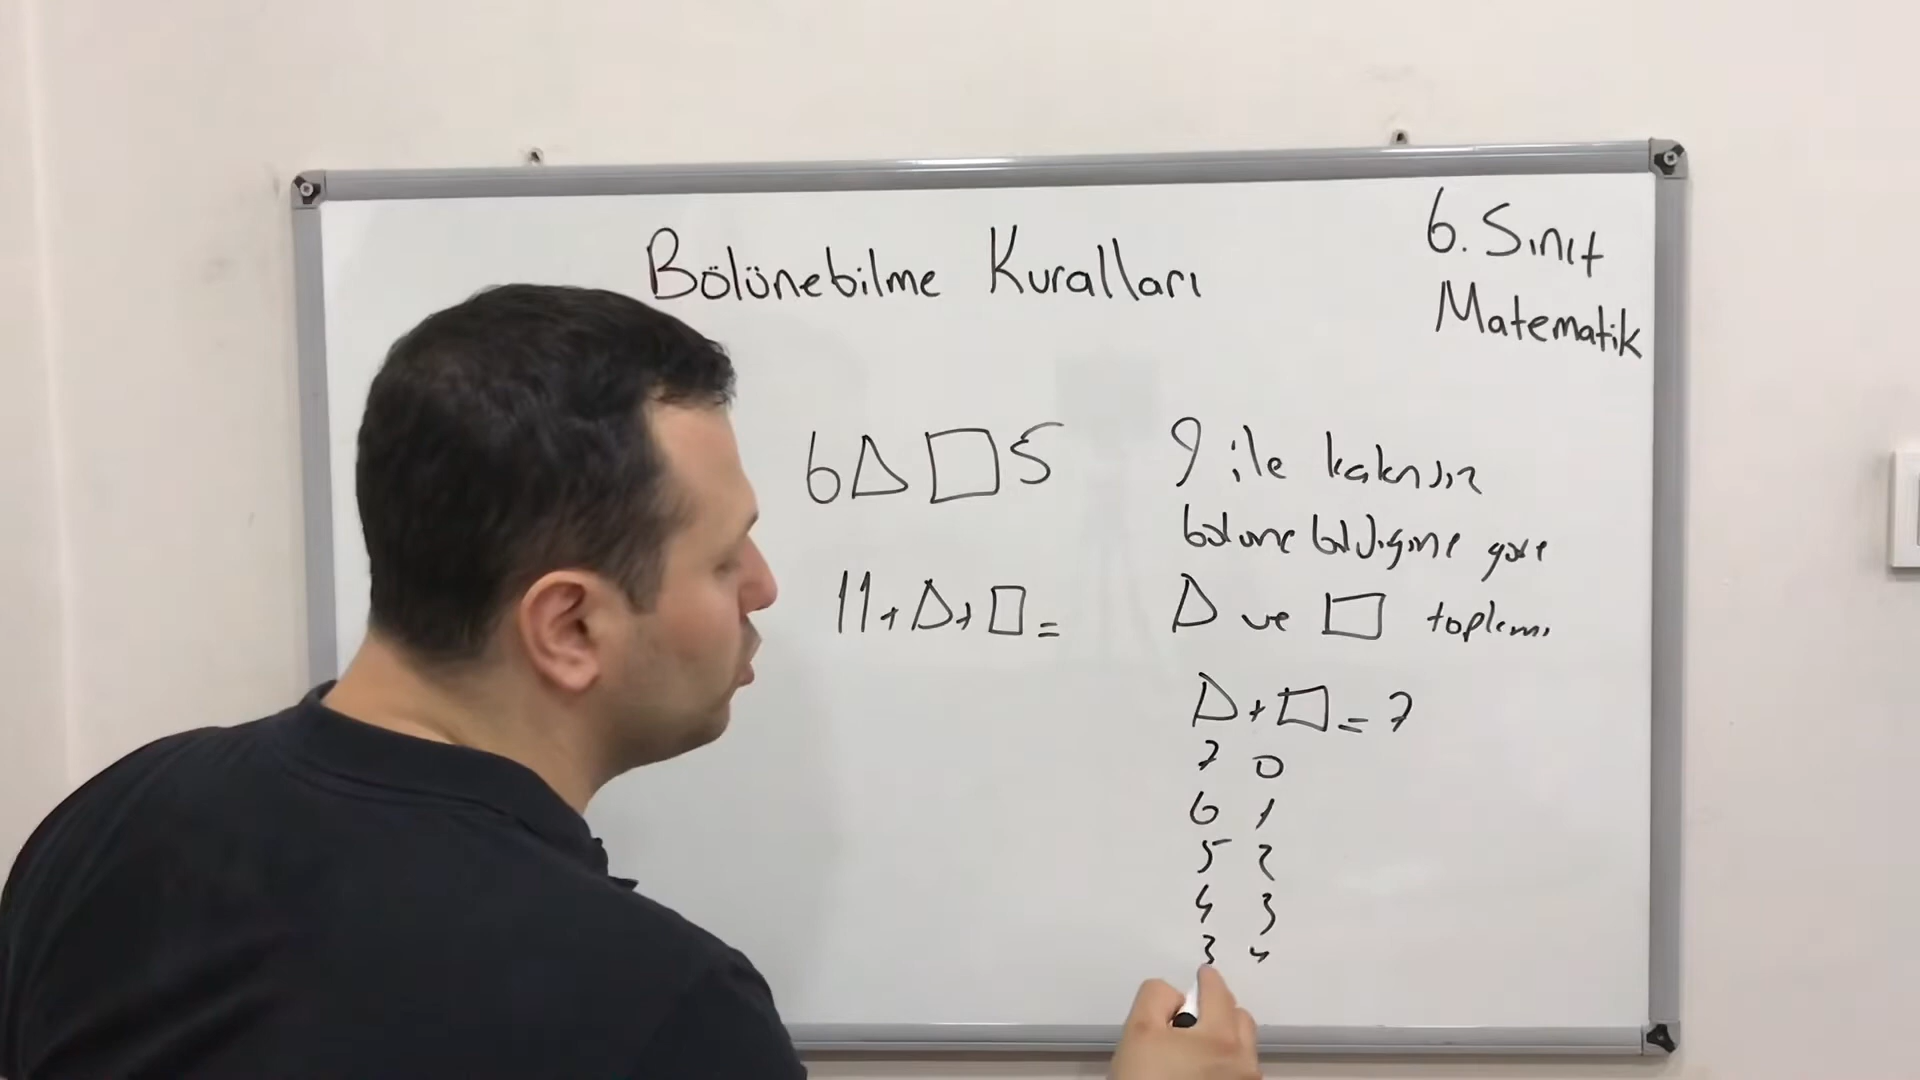 Bölünebilme Kuralları
6. Sınıf
Matematik
6△□5
9 ile kalansız
bölünebildiğine göre
△ ve □ toplamı
11+△+□=
△+□=7
7 0
6 1
5 2
4 3
3 4